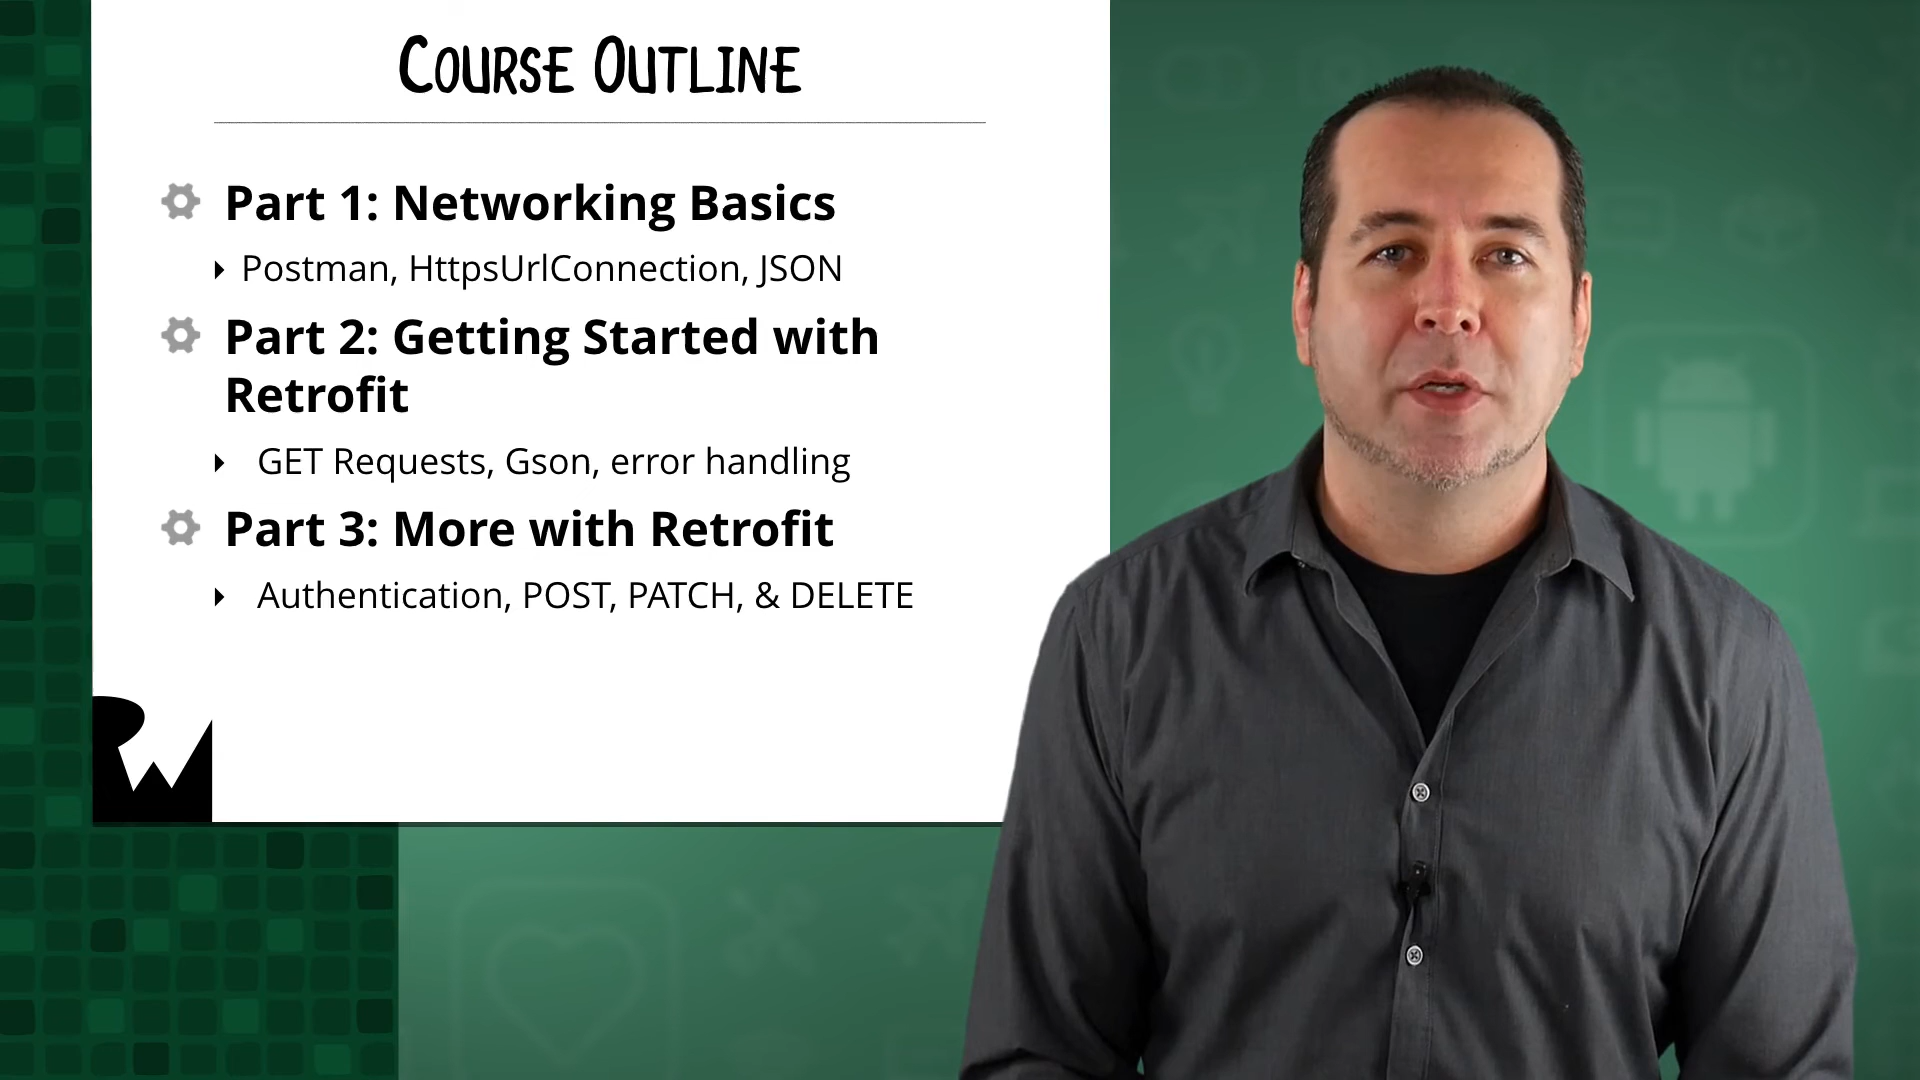 COURSE OUTLINE
Part 1: Networking Basics
Postman, HttpsUrlConnection, JSON
Part 2: Getting Started with
Retrofit
GET Requests, Gson, error handling
Part 3: More with Retrofit
Authentication, POST, PATCH, & DELETE
RW